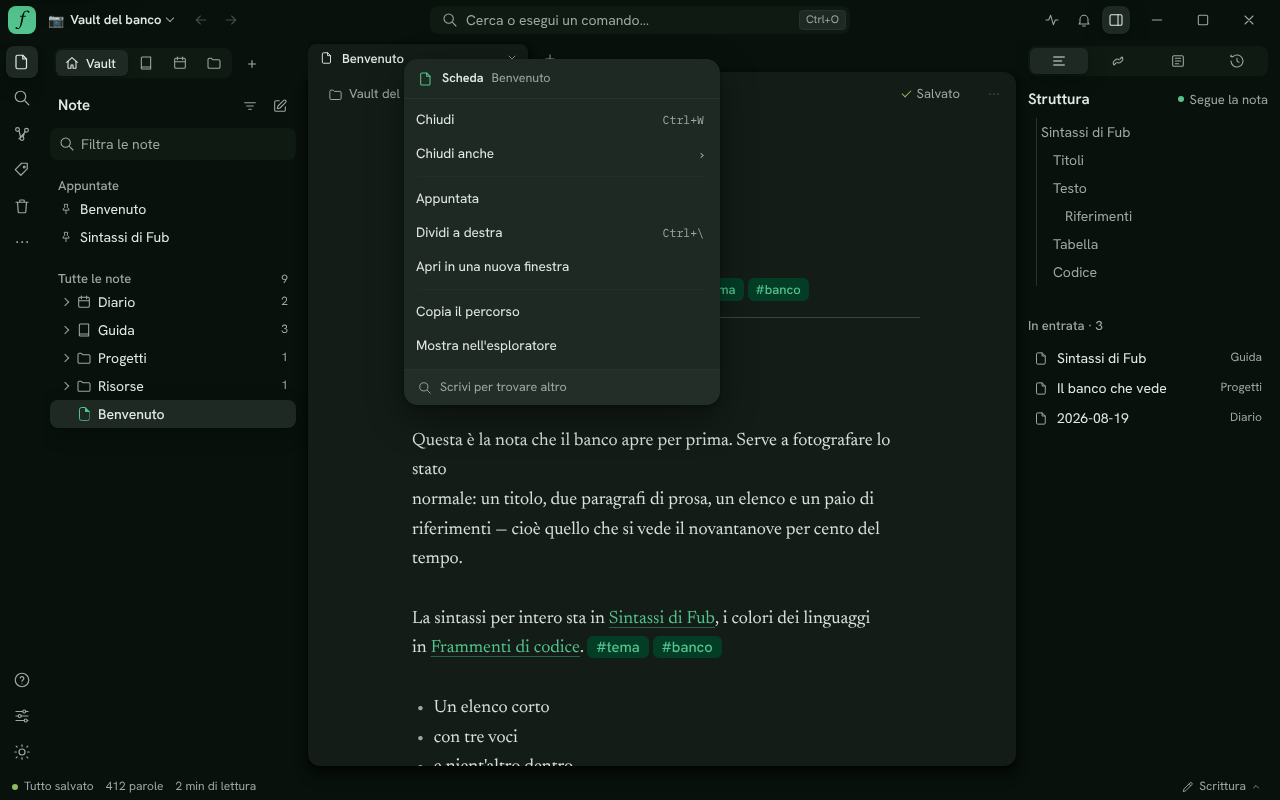 f
Vault del banco
Cerca o esegui un comando...
Ctrl+O
Vault
Benvenuto
Note
Filtra le note
Appuntate
Benvenuto
Sintassi di Fub
Tutte le note 9
Diario 2
Guida 3
Progetti 1
Risorse 1
Benvenuto
Vault del
Salvato
Scheda Benvenuto
Chiudi Ctrl+W
Chiudi anche
Appuntata
Dividi a destra Ctrl+\
Apri in una nuova finestra
Copia il percorso
Mostra nell'esploratore
Scrivi per trovare altro
ma #banco
Questa è la nota che il banco apre per prima. Serve a fotografare lo
stato
normale: un titolo, due paragrafi di prosa, un elenco e un paio di
riferimenti — cioè quello che si vede il novantanove per cento del
tempo.
La sintassi per intero sta in Sintassi di Fub, i colori dei linguaggi
in Frammenti di codice. #tema #banco
• Un elenco corto
• con tre voci
• e nient'altro dentro
Struttura
Segue la nota
Sintassi di Fub
Titoli
Testo
Riferimenti
Tabella
Codice
In entrata · 3
Sintassi di Fub Guida
Il banco che vede Progetti
2026-08-19 Diario
Tutto salvato 412 parole 2 min di lettura
Scrittura